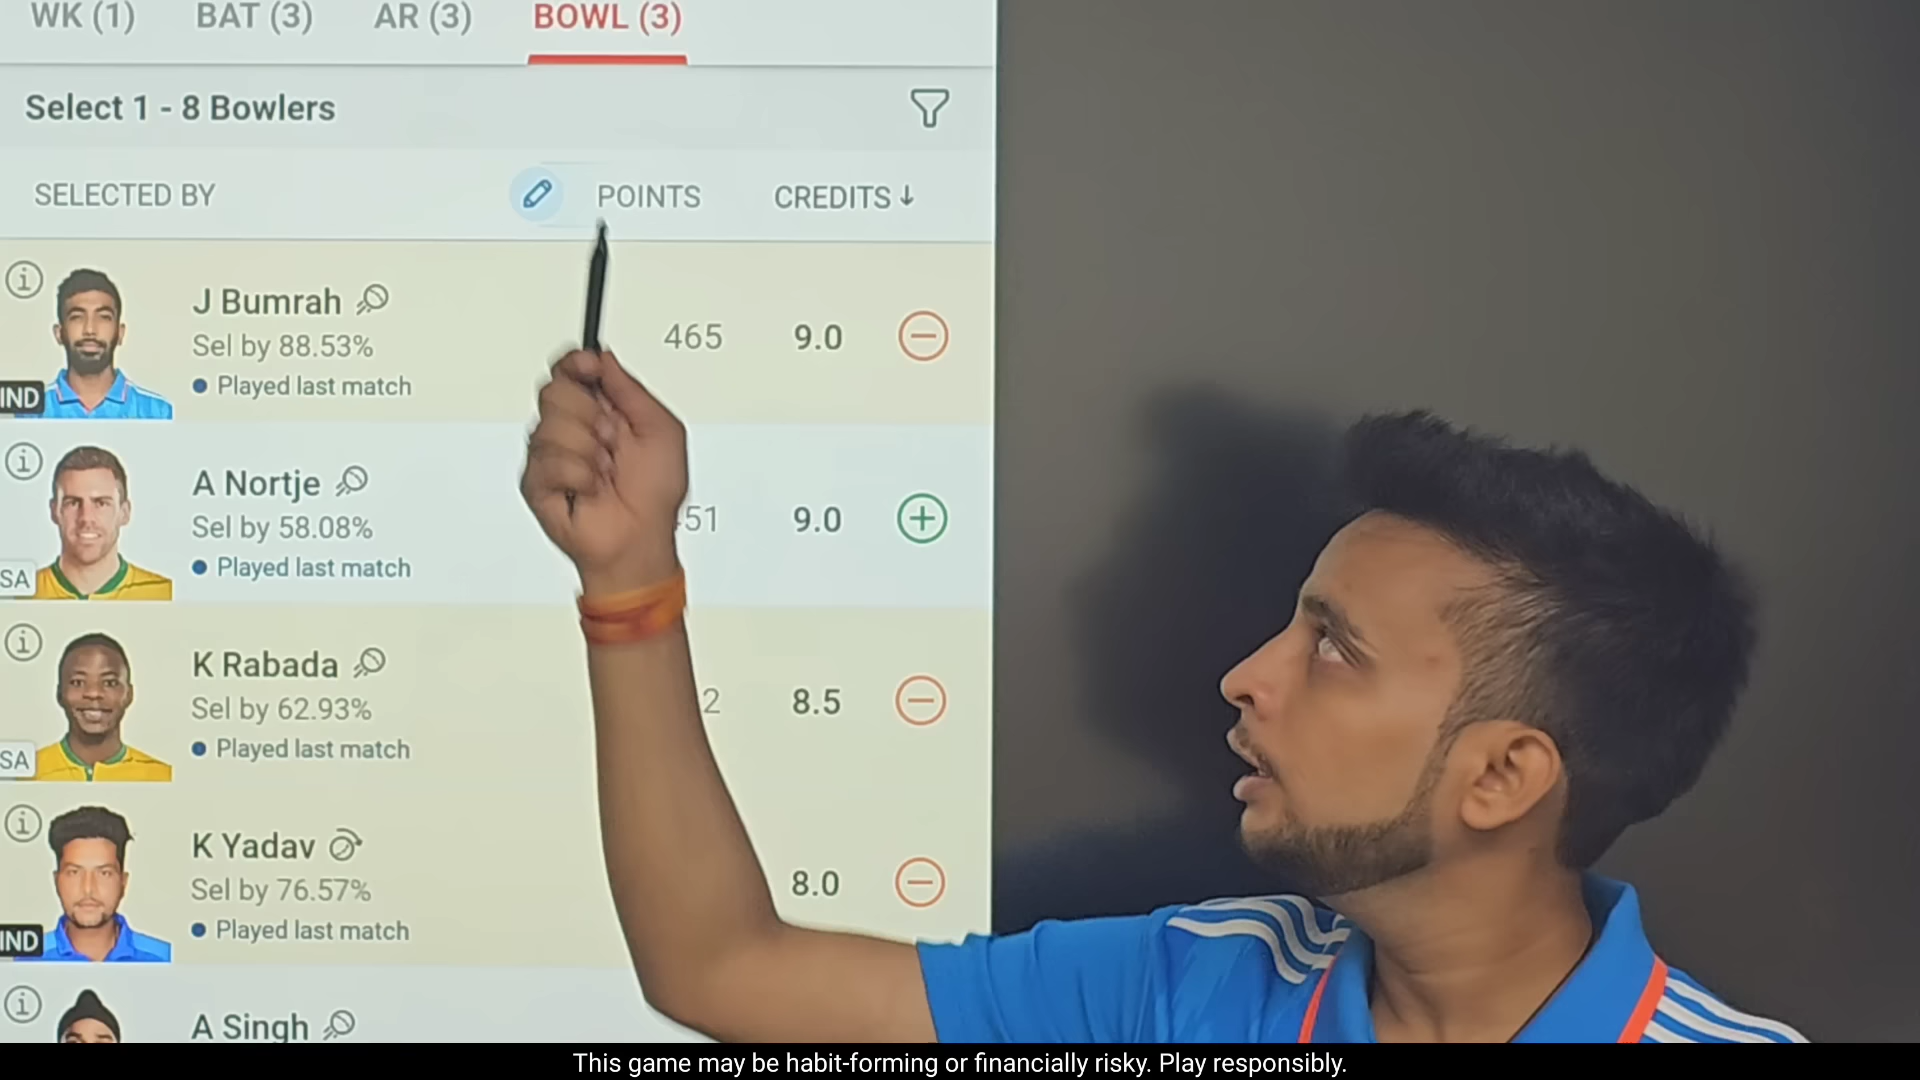 WK (1) BAT (3) AR (3) BOWL (3)
Select 1 - 8 Bowlers
SELECTED BY POINTS CREDITS ↓
J Bumrah
Sel by 88.53% 465 9.0
Played last match
IND
A Nortje
Sel by 58.08% 51 9.0
Played last match
SA
K Rabada
Sel by 62.93% 2 8.5
Played last match
SA
K Yadav
Sel by 76.57% 8.0
Played last match
IND
A Singh
This game may be habit-forming or financially risky. Play responsibly.